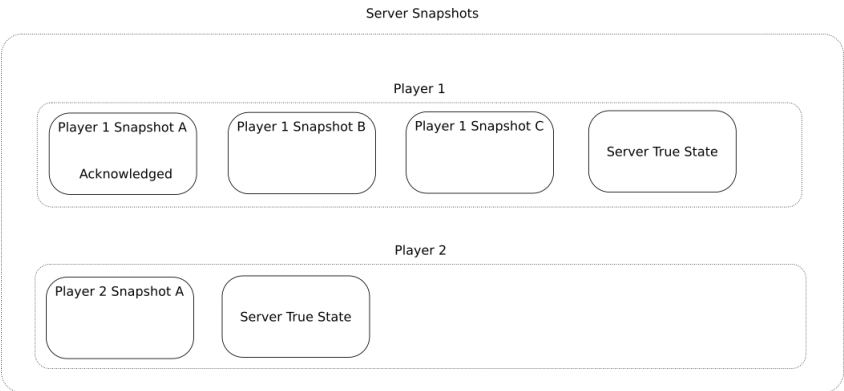 Server Snapshots
Player 1
Player 1 Snapshot A
Player 1 Snapshot B
Player 1 Snapshot C
Server True State
Acknowledged
Player 2
Player 2 Snapshot A
Server True State